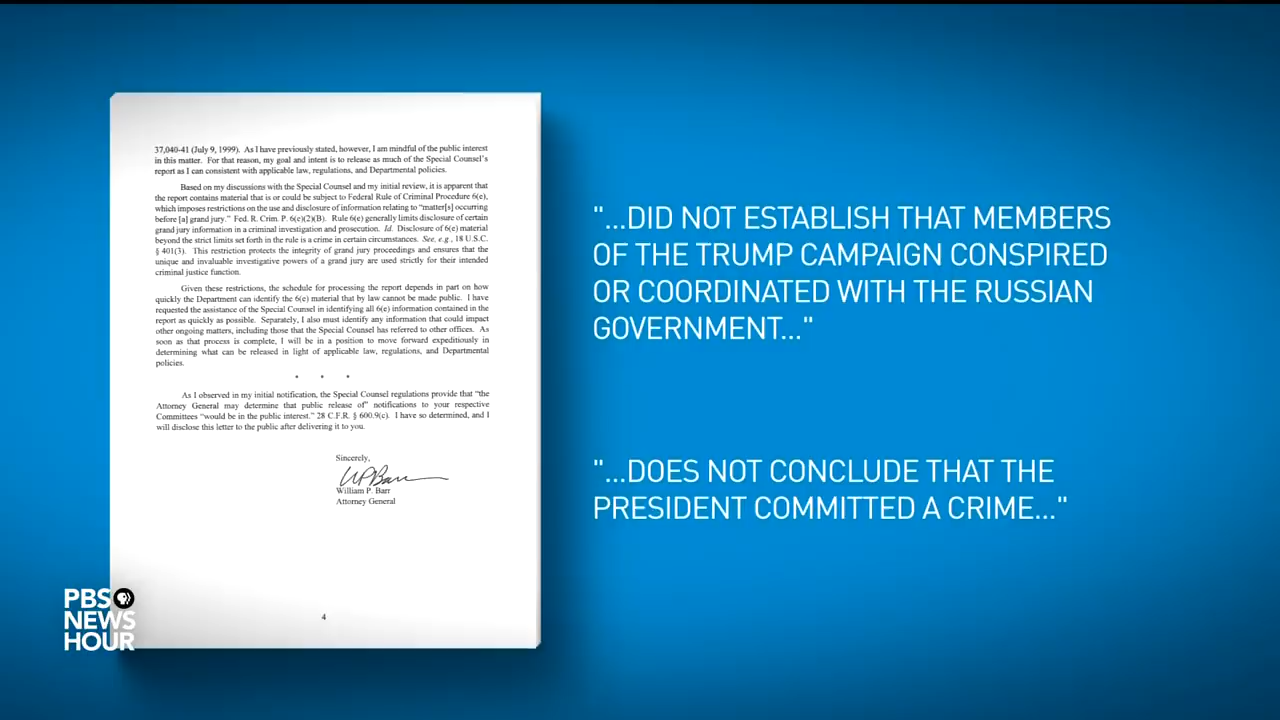 37,040-41 (July 9, 1999). As I have previously stated, however, I am mindful of the public interest
in this matter. For that reason, my goal and intent is to release as much of the Special Counsel's
report as I can consistent with applicable law, regulations, and Departmental policies.
Based on my discussions with the Special Counsel and my initial review, it is apparent that
the report contains material that is or could be subject to Federal Rule of Criminal Procedure 6(e),
which imposes restrictions on the use and disclosure of information relating to "matter[s] occurring
before [a] grand jury." Fed. R. Crim. P. 6(e)(2)(B). Rule 6(e) generally limits disclosure of certain
grand jury information in a criminal investigation and prosecution. Id. Disclosure of 6(e) material
beyond the strict limits set forth in the rule is a crime in certain circumstances. See, e.g., 18 U.S.C.
§ 401(3). This restriction protects the integrity of grand jury proceedings and ensures that the
unique and invaluable investigative powers of a grand jury are used strictly for their intended
criminal justice function.
Given these restrictions, the schedule for processing the report depends in part on how
quickly the Department can identify the 6(e) material that by law cannot be made public. I have
requested the assistance of the Special Counsel in identifying all 6(e) information contained in the
report as quickly as possible. Separately, I also must identify any information that could impact
other ongoing matters, including those that the Special Counsel has referred to other offices. As
soon as that process is complete, I will be in a position to move forward expeditiously in
determining what can be released in light of applicable law, regulations, and Departmental
policies.
* * *
As I observed in my initial notification, the Special Counsel regulations provide that "the
Attorney General may determine that public release of" notifications to your respective
Committees "would be in the public interest." 28 C.F.R. § 600.9(c). I have so determined, and I
will disclose this letter to the public after delivering it to you.
Sincerely,
WPBarr
William P. Barr
Attorney General
4
"...DID NOT ESTABLISH THAT MEMBERS
OF THE TRUMP CAMPAIGN CONSPIRED
OR COORDINATED WITH THE RUSSIAN
GOVERNMENT..."
"...DOES NOT CONCLUDE THAT THE
PRESIDENT COMMITTED A CRIME..."
PBS
NEWS
HOUR